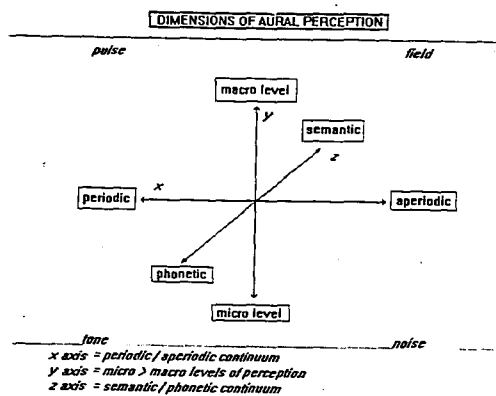 DIMENSIONS OF AURAL PERCEPTION
pulse field
macro level
y
semantic
z
x
periodic aperiodic
phonetic
micro level
tone noise
x axis = periodic / aperiodic continuum
y axis = micro > macro levels of perception
z axis = semantic / phonetic continuum